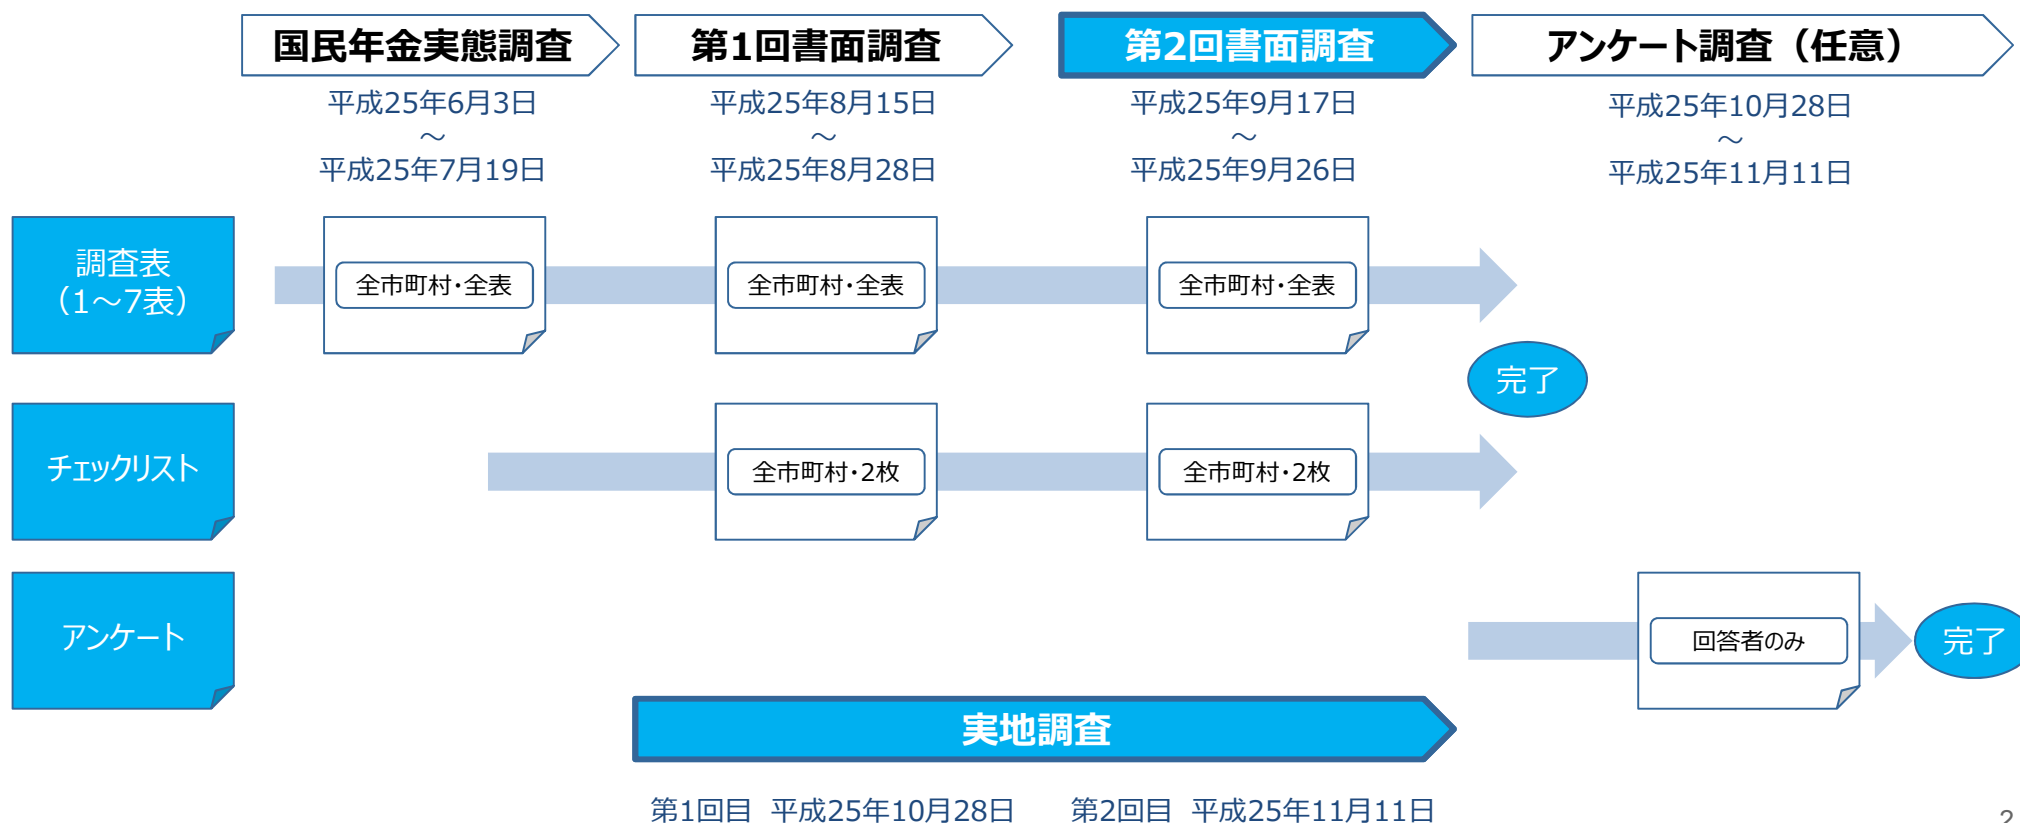 国民年金実態調査
第1回書面調査
第2回書面調査
アンケート調査（任意）
平成25年6月3日
～
平成25年7月19日
平成25年8月15日
～
平成25年8月28日
平成25年9月17日
～
平成25年9月26日
平成25年10月28日
～
平成25年11月11日
調査表
（1～7表）
全市町村・全表
全市町村・全表
全市町村・全表
完了
チェックリスト
全市町村・2枚
全市町村・2枚
アンケート
回答者のみ
完了
実地調査
第1回目 平成25年10月28日
第2回目 平成25年11月11日
2